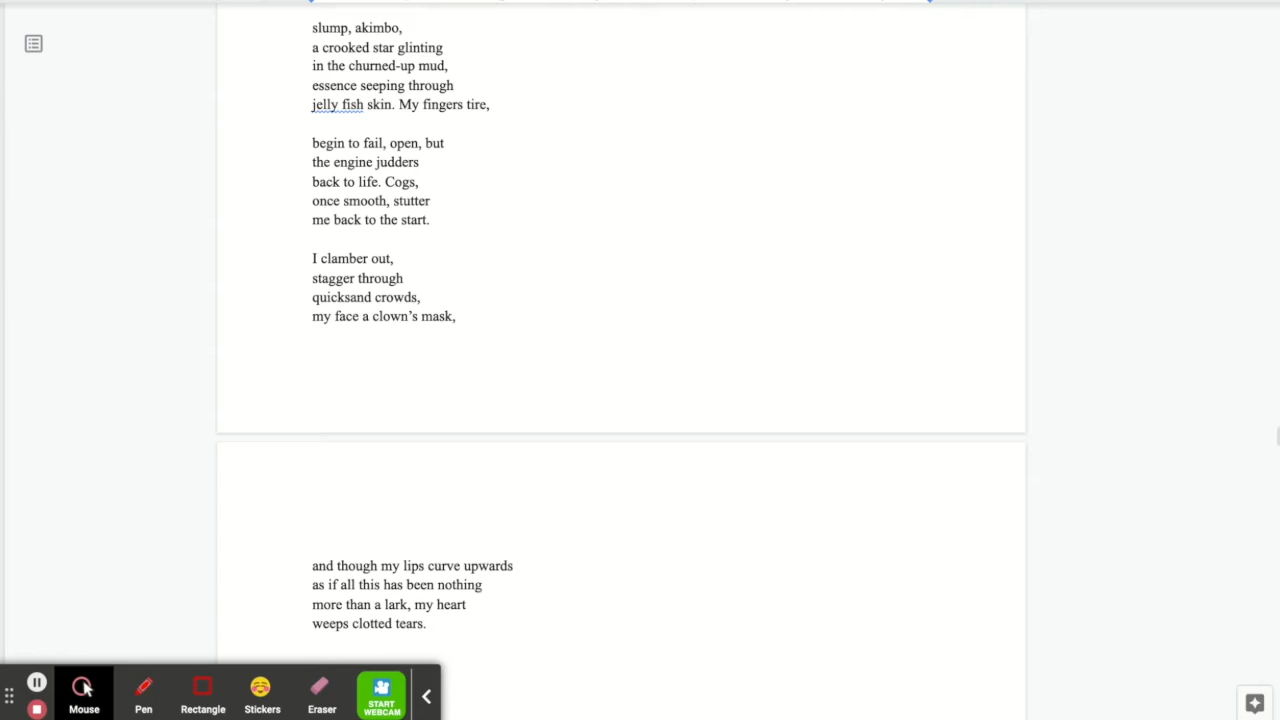 slump, akimbo,
a crooked star glinting
in the churned-up mud,
essence seeping through
jelly fish skin. My fingers tire,
begin to fail, open, but
the engine judders
back to life. Cogs,
once smooth, stutter
me back to the start.
I clamber out,
stagger through
quicksand crowds,
my face a clown’s mask,
and though my lips curve upwards
as if all this has been nothing
more than a lark, my heart
weeps clotted tears.
Mouse
Pen
Rectangle
Stickers
Eraser
START
WEBCAM